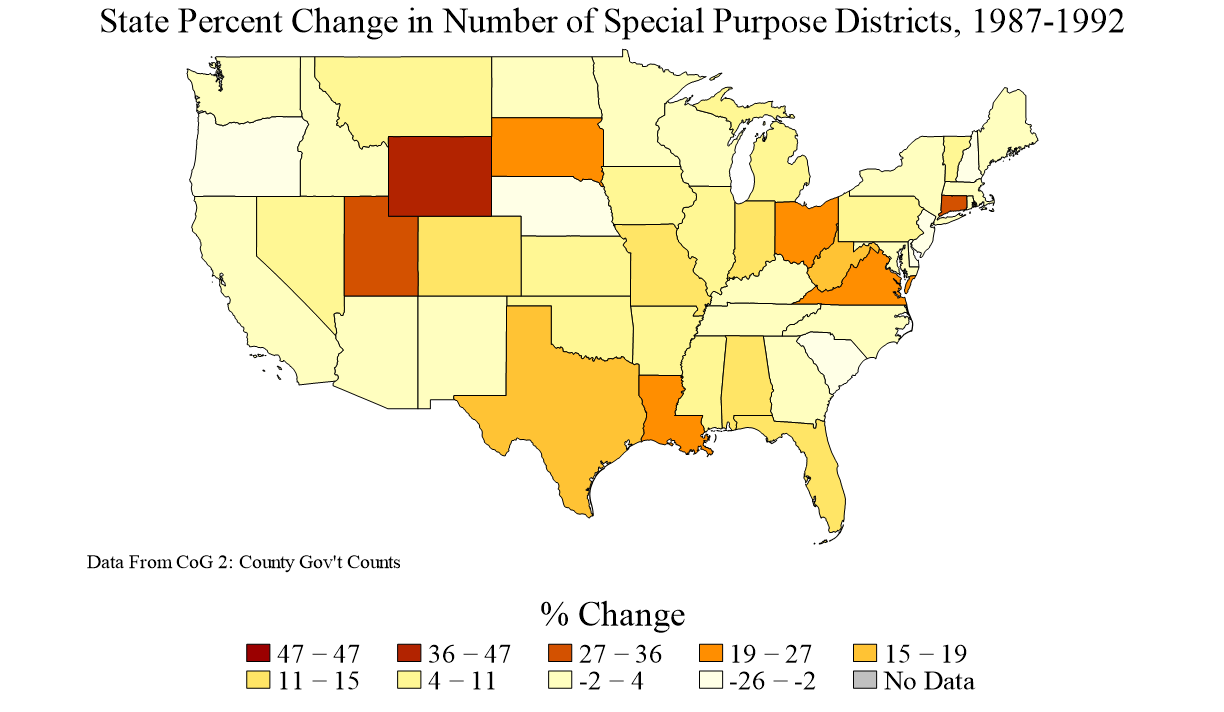 State Percent Change in Number of Special Purpose Districts, 1987-1992
Data From CoG 2: County Gov't Counts
% Change
47 − 47 36 − 47 27 − 36 19 − 27 15 − 19
11 − 15 4 − 11 -2 − 4 -26 − -2 No Data